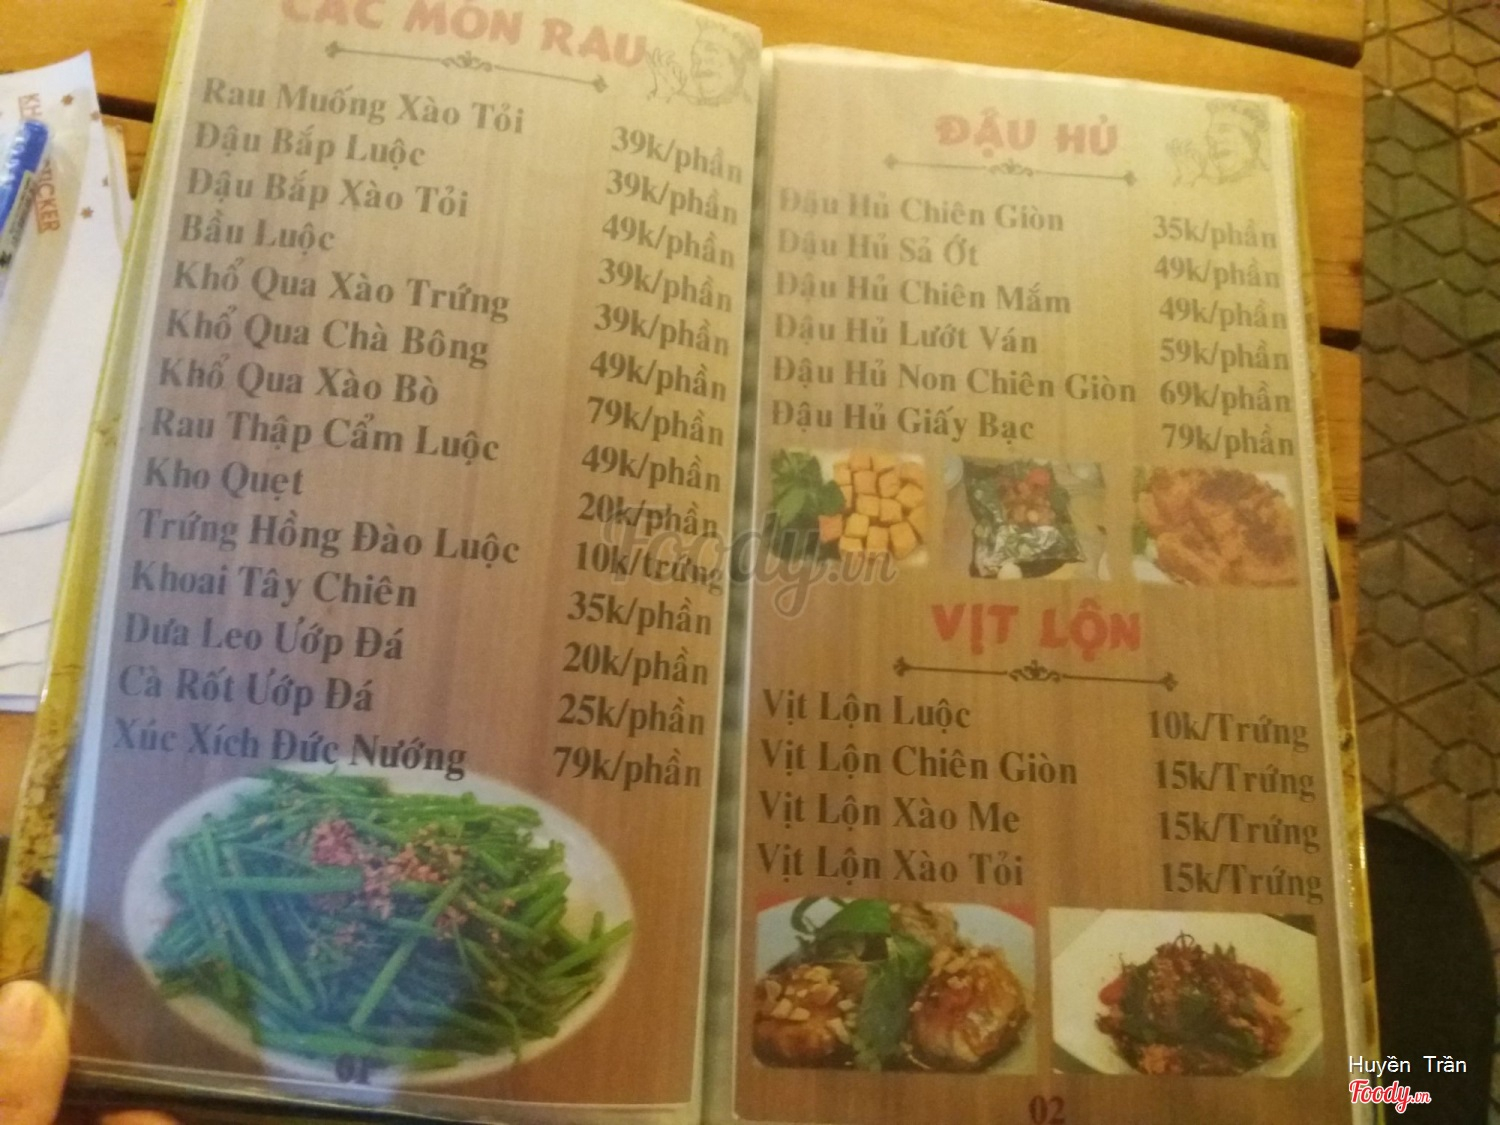 CÁC MÓN RAU
Rau Muống Xào Tỏi 39k/phần
Đậu Bắp Luộc 39k/phần
Đậu Bắp Xào Tỏi 49k/phần
Bầu Luộc 39k/phần
Khổ Qua Xào Trứng 39k/phần
Khổ Qua Chà Bông 49k/phần
Khổ Qua Xào Bò 79k/phần
Rau Thập Cẩm Luộc 49k/phần
Kho Quẹt 20k/phần
Trứng Hồng Đào Luộc 10k/trứng
Khoai Tây Chiên 35k/phần
Dưa Leo Ướp Đá 20k/phần
Cà Rốt Ướp Đá 25k/phần
Xúc Xích Đức Nướng 79k/phần
01
ĐẬU HỦ
Đậu Hủ Chiên Giòn 35k/phần
Đậu Hủ Sả Ớt 49k/phần
Đậu Hủ Chiên Mắm 49k/phần
Đậu Hủ Lướt Ván 59k/phần
Đậu Hủ Non Chiên Giòn 69k/phần
Đậu Hủ Giấy Bạc 79k/phần
VỊT LỘN
Vịt Lộn Luộc 10k/Trứng
Vịt Lộn Chiên Giòn 15k/Trứng
Vịt Lộn Xào Me 15k/Trứng
Vịt Lộn Xào Tỏi 15k/Trứng
02
Foody.vn
Huyền Trần
Foody.vn